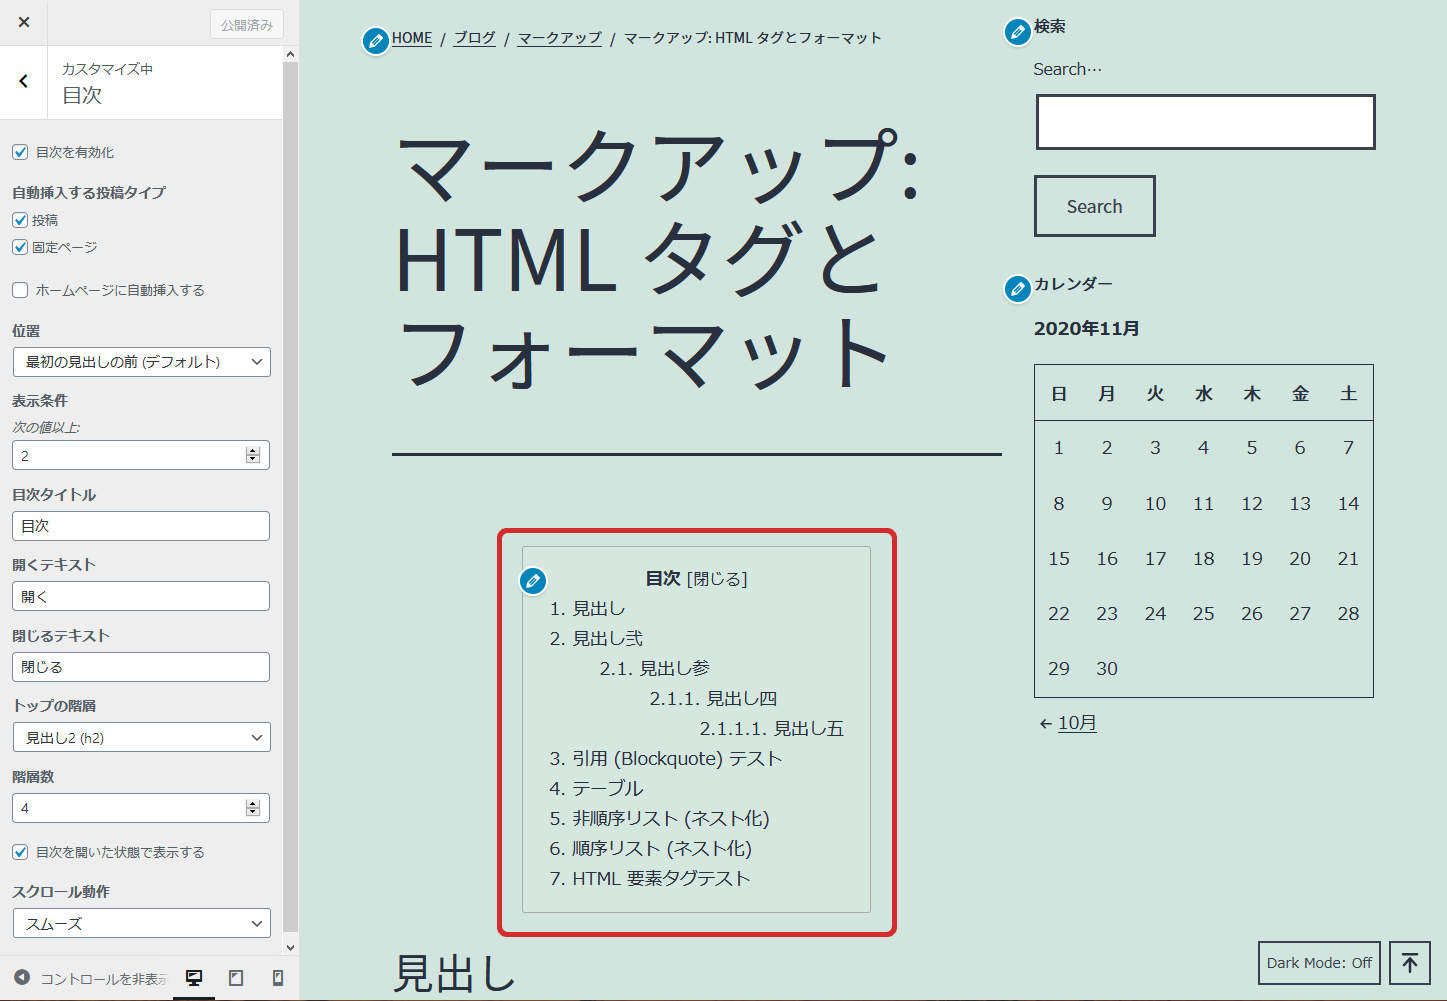 公開済み
カスタマイズ中
目次
目次を有効化
自動挿入する投稿タイプ
投稿
固定ページ
ホームページに自動挿入する
位置
最初の見出しの前 (デフォルト)
表示条件
次の値以上:
2
目次タイトル
目次
開くテキスト
開く
閉じるテキスト
閉じる
トップの階層
見出し2 (h2)
階層数
4
目次を開いた状態で表示する
スクロール動作
スムーズ
コントロールを非表示
HOME / ブログ / マークアップ / マークアップ: HTML タグとフォーマット
マークアップ:
HTML タグと
フォーマット
目次 [閉じる]
1. 見出し
2. 見出し弐
2.1. 見出し参
2.1.1. 見出し四
2.1.1.1. 見出し五
3. 引用 (Blockquote) テスト
4. テーブル
5. 非順序リスト (ネスト化)
6. 順序リスト (ネスト化)
7. HTML 要素タグテスト
見出し
検索
Search…
Search
カレンダー
2020年11月
日 月 火 水 木 金 土
1 2 3 4 5 6 7
8 9 10 11 12 13 14
15 16 17 18 19 20 21
22 23 24 25 26 27 28
29 30
← 10月
Dark Mode: Off